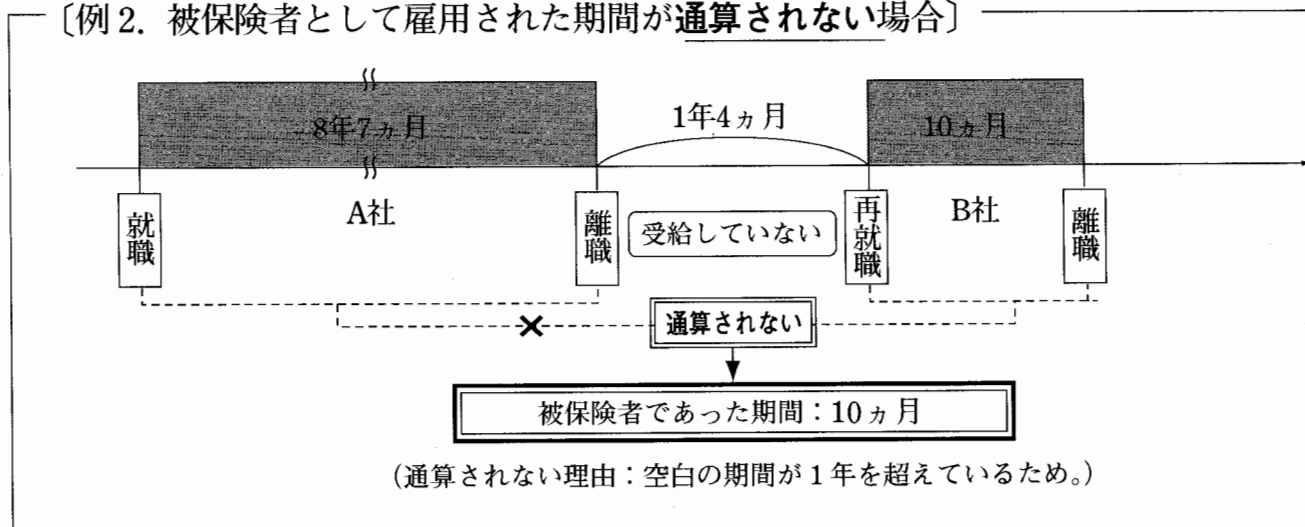 〔例2. 被保険者として雇用された期間が通算されない場合〕
8年7ヵ月
1年4ヵ月
10ヵ月
就職
A社
離職
受給していない
再就職
B社
離職
通算されない
被保険者であった期間：10ヵ月
(通算されない理由：空白の期間が1年を超えているため。)